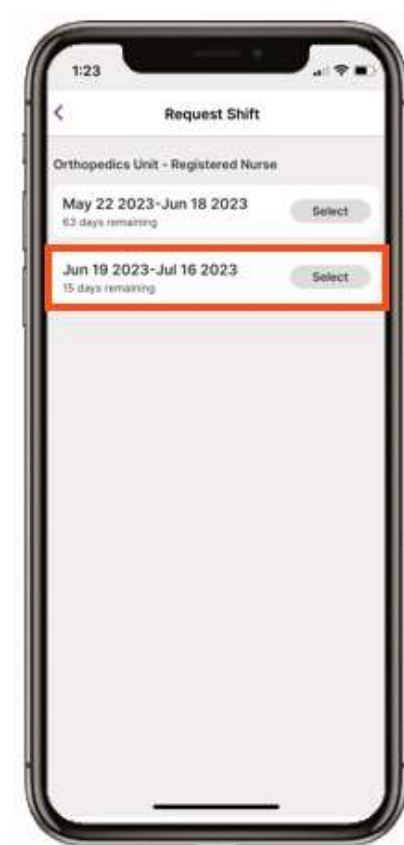 1:23
Request Shift
Orthopedics Unit - Registered Nurse
May 22 2023-Jun 18 2023
Select
63 days remaining
Jun 19 2023-Jul 16 2023
Select
15 days remaining